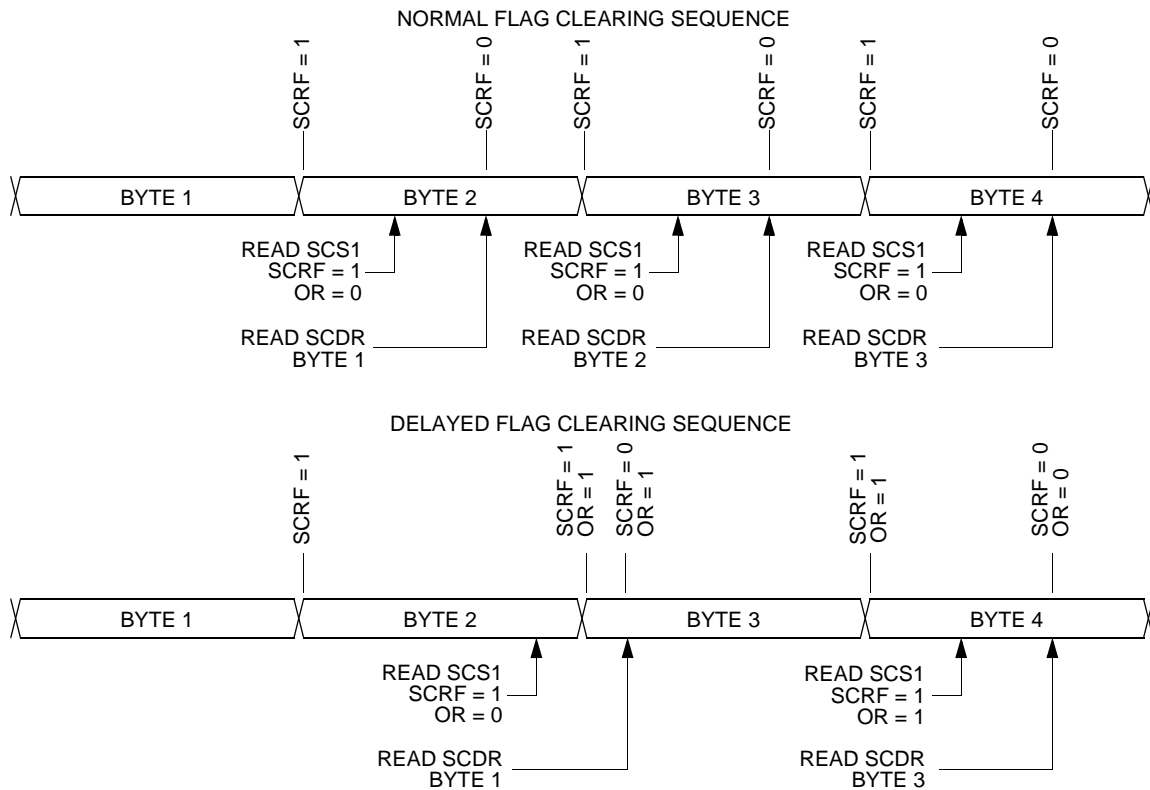 NORMAL FLAG CLEARING SEQUENCE
SCRF = 1
SCRF = 0
SCRF = 1
SCRF = 0
SCRF = 1
SCRF = 0
BYTE 1
BYTE 2
BYTE 3
BYTE 4
READ SCS1
SCRF = 1
OR = 0
READ SCS1
SCRF = 1
OR = 0
READ SCS1
SCRF = 1
OR = 0
READ SCDR
BYTE 1
READ SCDR
BYTE 2
READ SCDR
BYTE 3
DELAYED FLAG CLEARING SEQUENCE
SCRF = 1
SCRF = 1
OR = 1
SCRF = 0
OR = 1
SCRF = 1
OR = 1
SCRF = 0
OR = 0
BYTE 1
BYTE 2
BYTE 3
BYTE 4
READ SCS1
SCRF = 1
OR = 0
READ SCS1
SCRF = 1
OR = 1
READ SCDR
BYTE 1
READ SCDR
BYTE 3